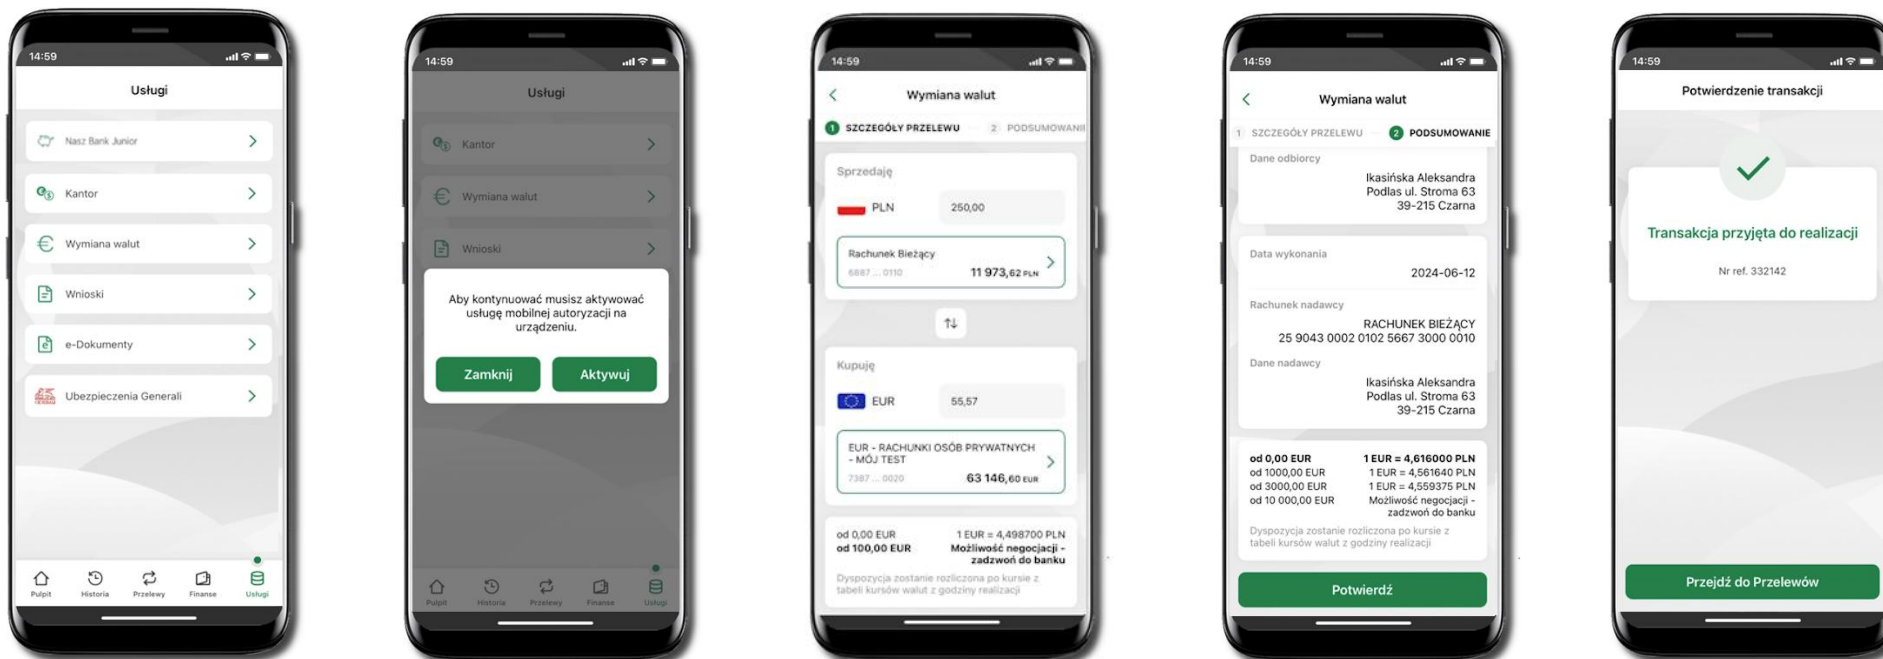 14:59
Usługi
Nasz Bank Junior
Kantor
Wymiana walut
Wnioski
e-Dokumenty
Ubezpieczenia Generali
Pulpit Historia Przelewy Finanse Usługi
14:59
Usługi
Kantor
Wymiana walut
Wnioski
Aby kontynuować musisz aktywować
usługę mobilnej autoryzacji na
urządzeniu.
Zamknij Aktywuj
Pulpit Historia Przelewy Finanse Usługi
14:59
Wymiana walut
1 SZCZEGÓŁY PRZELEWU 2 PODSUMOWANIE
Sprzedaję
PLN 250,00
Rachunek Bieżący
6887 ... 0110 11 973,62 PLN
Kupuję
EUR 55,57
EUR - RACHUNKI OSÓB PRYWATNYCH
- MÓJ TEST
7387 ... 0020 63 146,60 EUR
od 0,00 EUR 1 EUR = 4,498700 PLN
od 100,00 EUR Możliwość negocjacji -
zadzwoń do banku
Dyspozycja zostanie rozliczona po kursie z
tabeli kursów walut z godziny realizacji
14:59
Wymiana walut
1 SZCZEGÓŁY PRZELEWU 2 PODSUMOWANIE
Dane odbiorcy
Ikasińska Aleksandra
Podlas ul. Stroma 63
39-215 Czarna
Data wykonania
2024-06-12
Rachunek nadawcy
RACHUNEK BIEŻĄCY
25 9043 0002 0102 5667 3000 0010
Dane nadawcy
Ikasińska Aleksandra
Podlas ul. Stroma 63
39-215 Czarna
od 0,00 EUR 1 EUR = 4,616000 PLN
od 1000,00 EUR 1 EUR = 4,561640 PLN
od 3000,00 EUR 1 EUR = 4,559375 PLN
od 10 000,00 EUR Możliwość negocjacji -
zadzwoń do banku
Dyspozycja zostanie rozliczona po kursie z
tabeli kursów walut z godziny realizacji
Potwierdź
14:59
Potwierdzenie transakcji
Transakcja przyjęta do realizacji
Nr ref. 332142
Przejdź do Przelewów